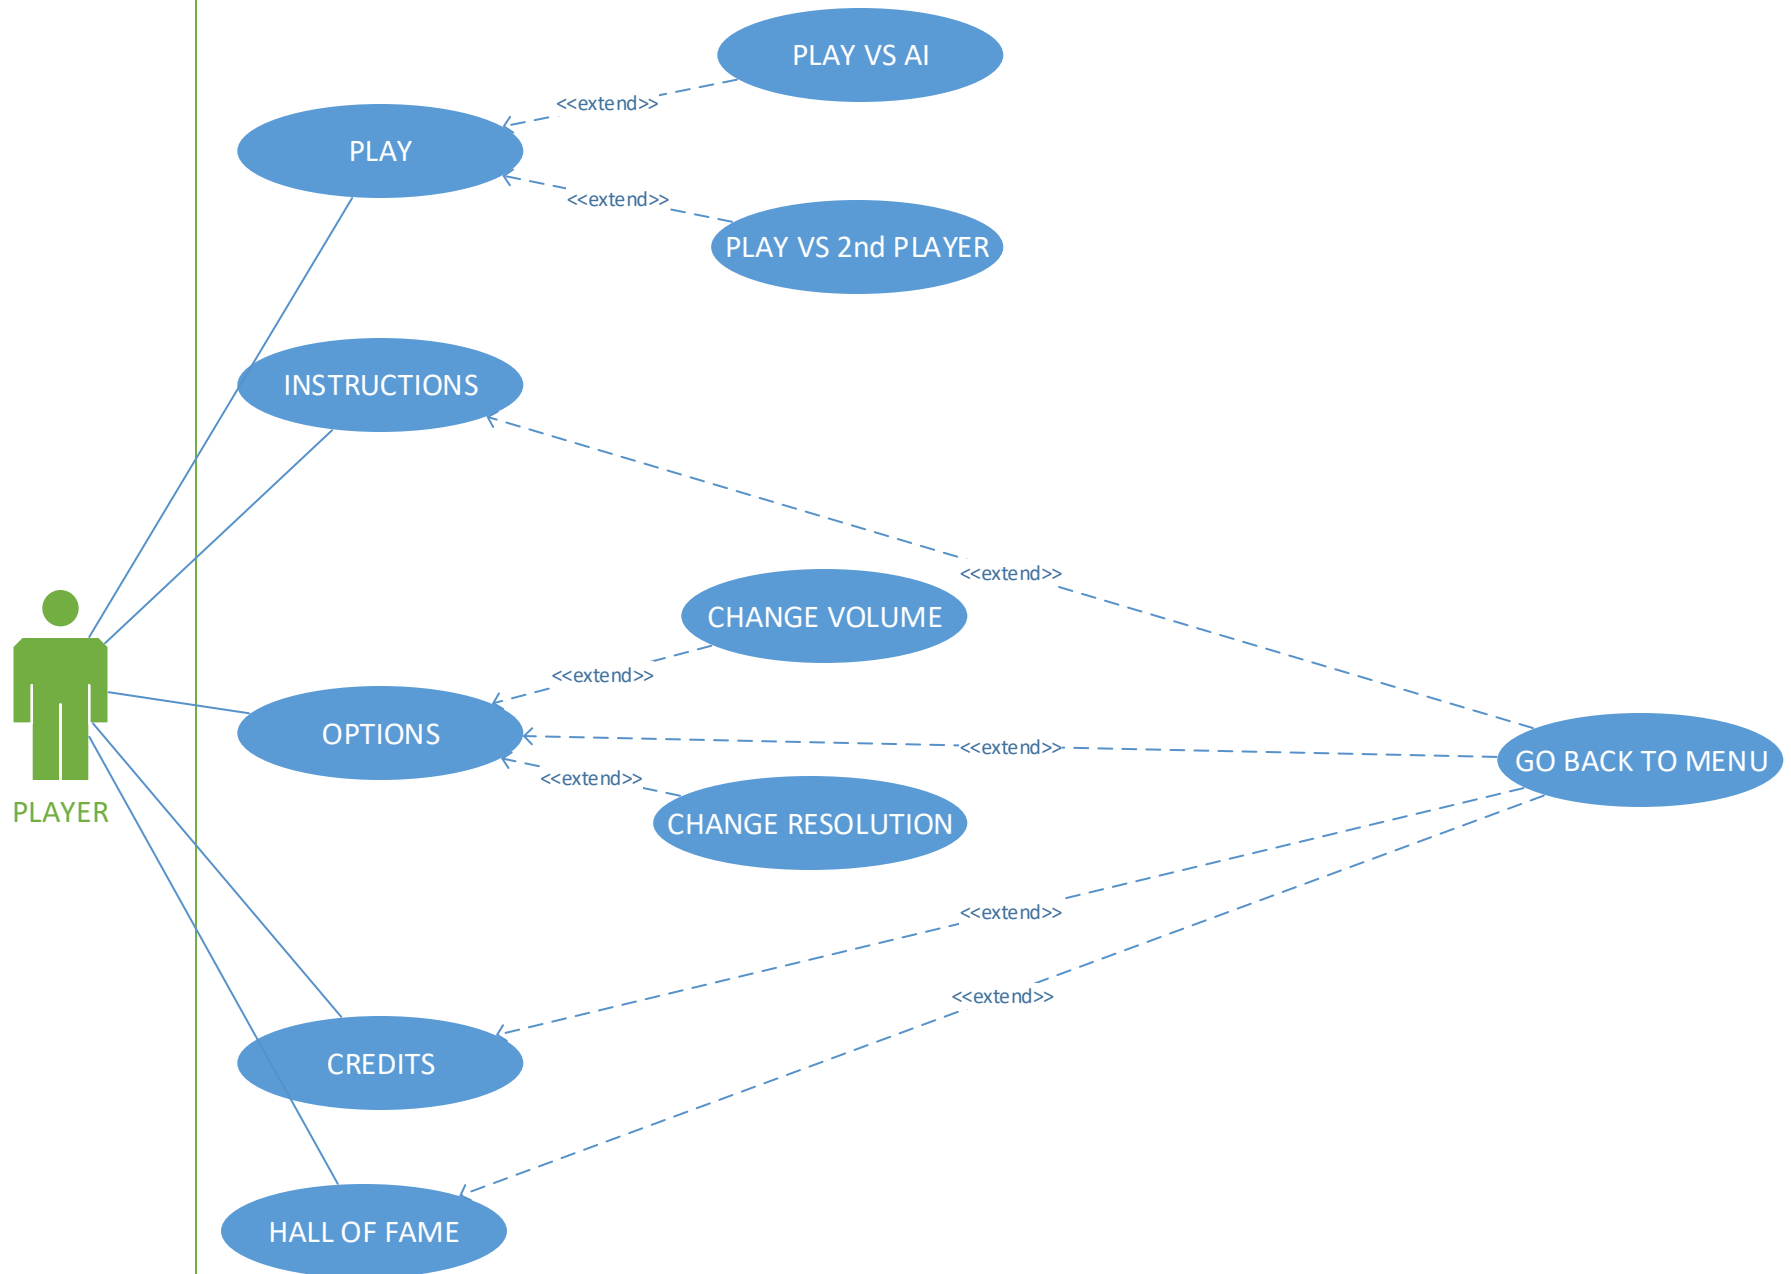 PLAY VS AI
<<extend>>
PLAY
<<extend>>
PLAY VS 2nd PLAYER
INSTRUCTIONS
<<extend>>
CHANGE VOLUME
<<extend>>
OPTIONS
<<extend>>
GO BACK TO MENU
<<extend>>
CHANGE RESOLUTION
PLAYER
<<extend>>
<<extend>>
CREDITS
HALL OF FAME